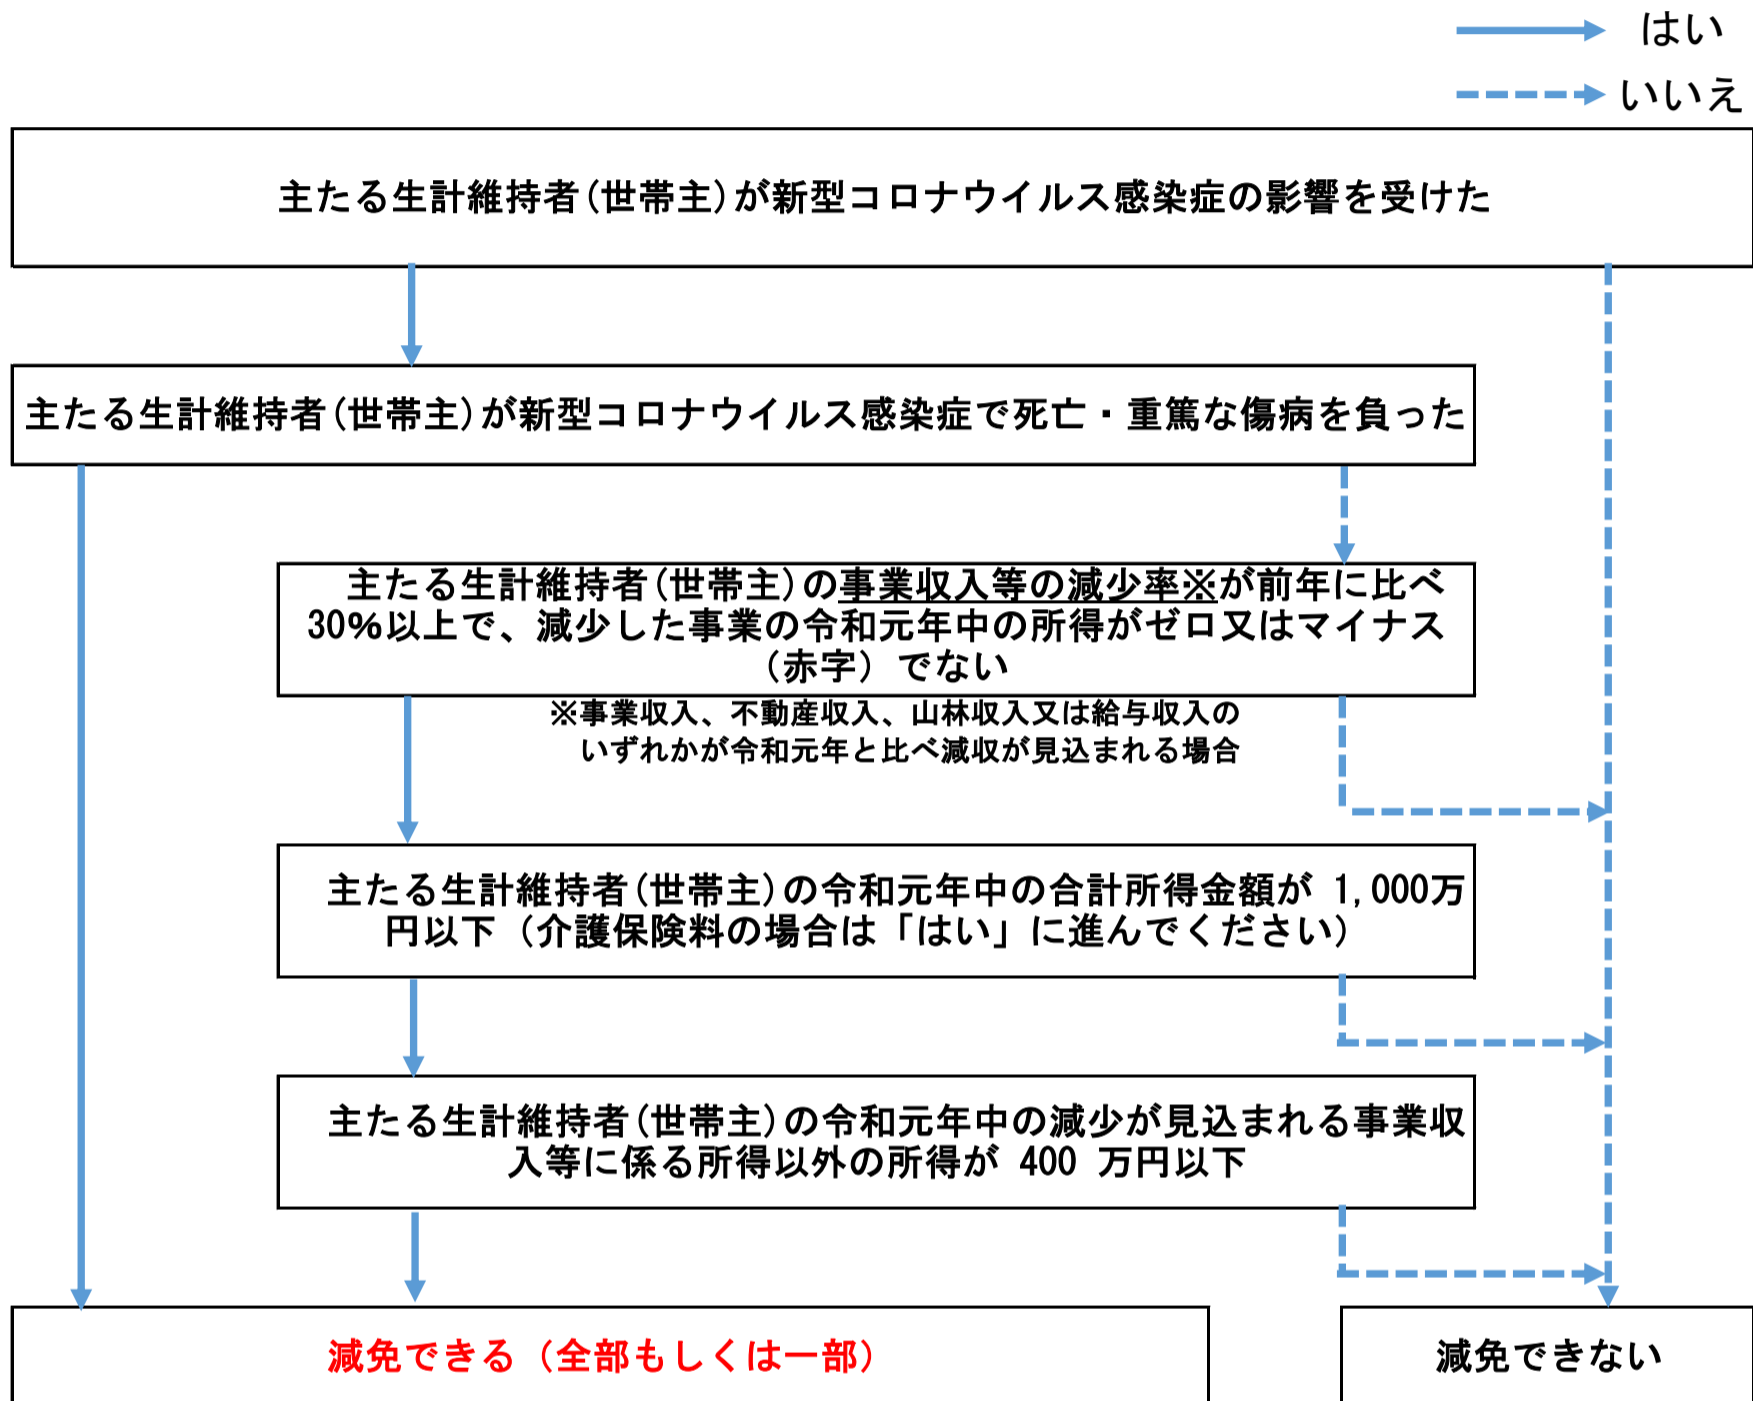 はい
いいえ
主たる生計維持者(世帯主)が新型コロナウイルス感染症の影響を受けた
主たる生計維持者(世帯主)が新型コロナウイルス感染症で死亡・重篤な傷病を負った
主たる生計維持者(世帯主)の事業収入等の減少率※が前年に比べ
30%以上で、減少した事業の令和元年中の所得がゼロ又はマイナス
（赤字）でない
※事業収入、不動産収入、山林収入又は給与収入の
いずれかが令和元年と比べ減収が見込まれる場合
主たる生計維持者(世帯主)の令和元年中の合計所得金額が 1,000万
円以下（介護保険料の場合は「はい」に進んでください）
主たる生計維持者(世帯主)の令和元年中の減少が見込まれる事業収
入等に係る所得以外の所得が 400 万円以下
減免できる（全部もしくは一部）
減免できない